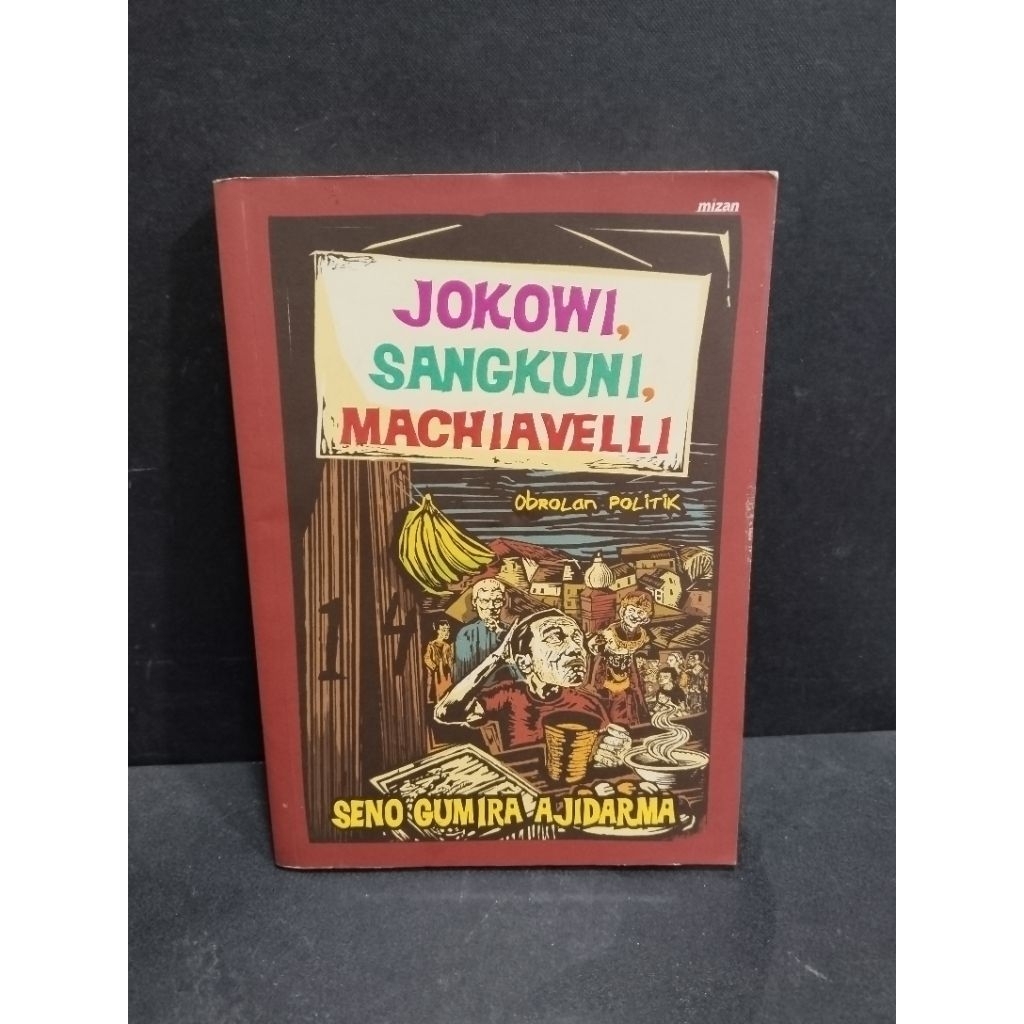 mizan
JOKOWI,
SANGKUNI,
MACHIAVELLI
Obrolan POLITIK
14
SENO GUMIRA AJIDARMA